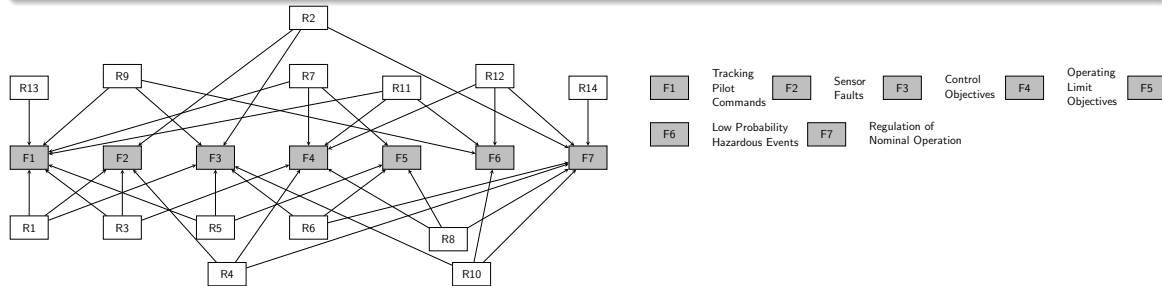 R2
R13
R9
R7
R11
R12
R14
F1
F2
F3
F4
F5
F6
F7
R1
R3
R5
R6
R8
R4
R10
F1
Tracking
Pilot
Commands
F2
Sensor
Faults
F3
Control
Objectives
F4
Operating
Limit
Objectives
F5
F6
Low Probability
Hazardous Events
F7
Regulation of
Nominal Operation